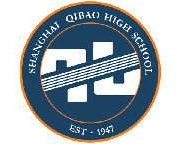 SHANGHAI QIBAO HIGH SCHOOL
EST - 1947